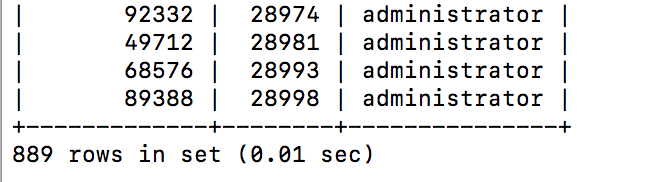 |        92332 |  28974 | administrator |
|        49712 |  28981 | administrator |
|        68576 |  28993 | administrator |
|        89388 |  28998 | administrator |
+--------------+--------+---------------+
889 rows in set (0.01 sec)